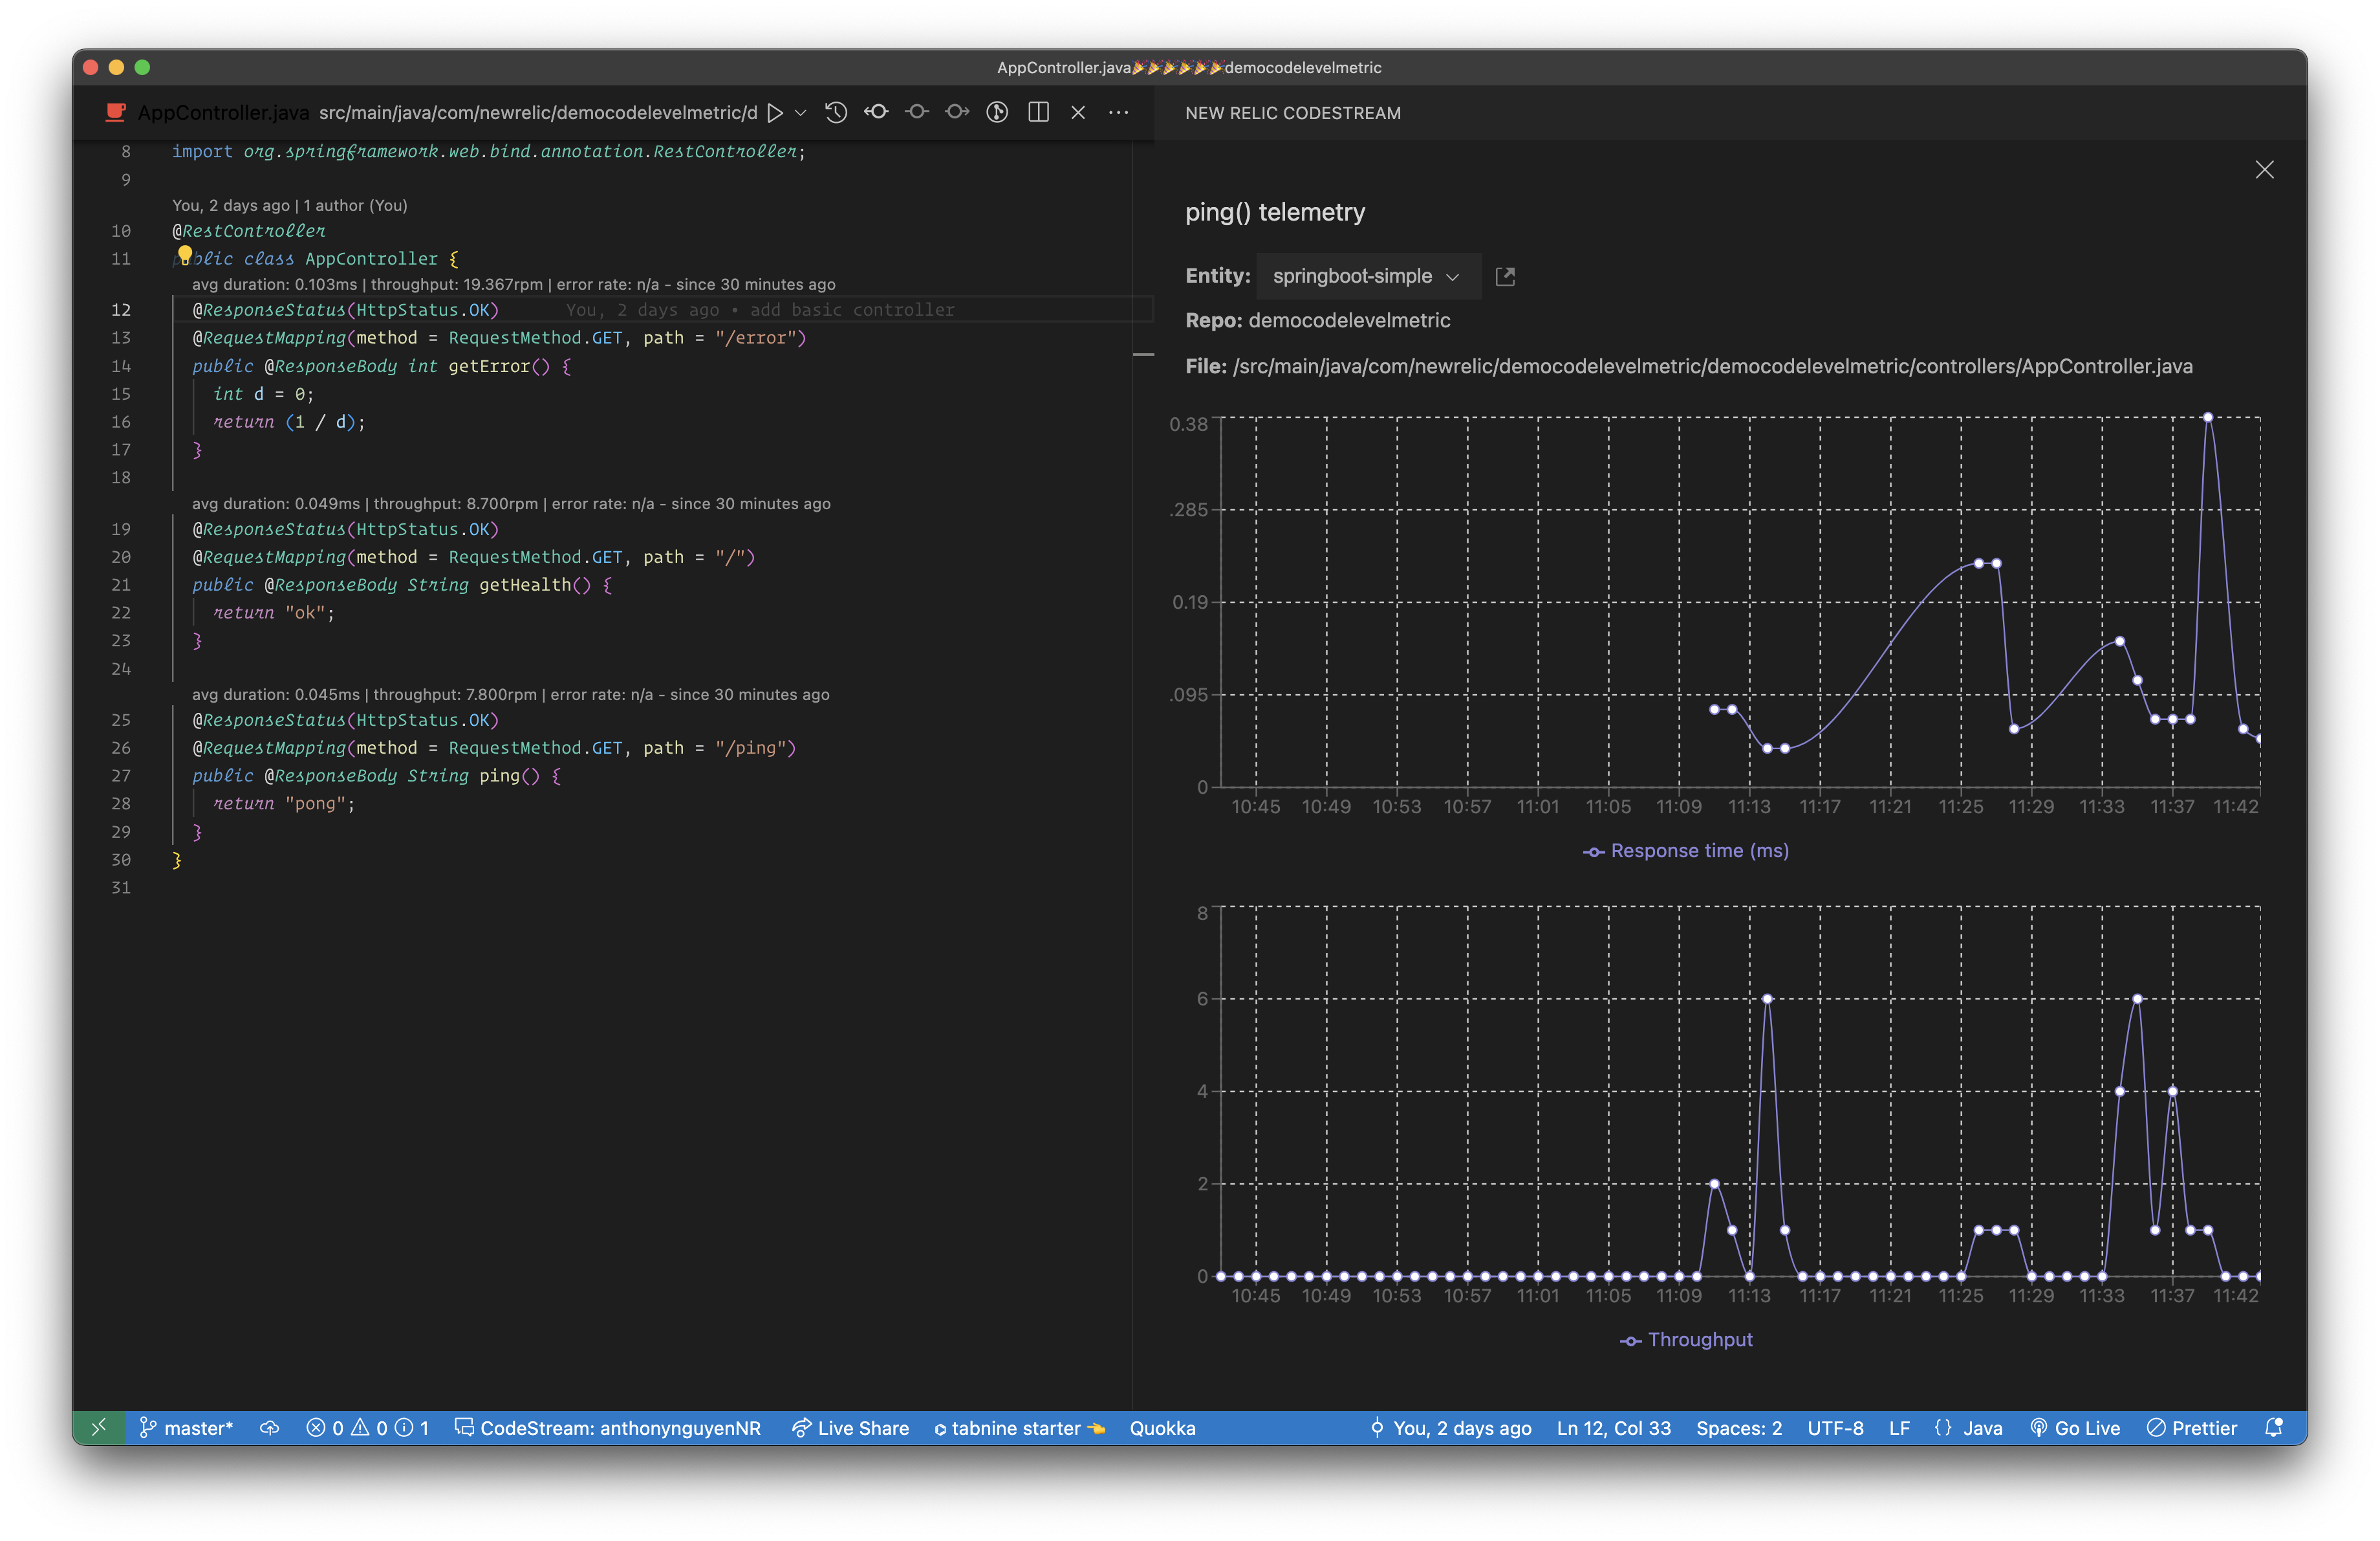 AppController.java🎉🎉🎉🎉🎉🎉democodelevelmetric
AppController.java src/main/java/com/newrelic/democodelevelmetric/d
8 import org.springframework.web.bind.annotation.RestController;
9
You, 2 days ago | 1 author (You)
10 @RestController
11 public class AppController {
avg duration: 0.103ms | throughput: 19.367rpm | error rate: n/a - since 30 minutes ago
12 @ResponseStatus(HttpStatus.OK) You, 2 days ago • add basic controller
13 @RequestMapping(method = RequestMethod.GET, path = "/error")
14 public @ResponseBody int getError() {
15 int d = 0;
16 return (1 / d);
17 }
18
avg duration: 0.049ms | throughput: 8.700rpm | error rate: n/a - since 30 minutes ago
19 @ResponseStatus(HttpStatus.OK)
20 @RequestMapping(method = RequestMethod.GET, path = "/")
21 public @ResponseBody String getHealth() {
22 return "ok";
23 }
24
avg duration: 0.045ms | throughput: 7.800rpm | error rate: n/a - since 30 minutes ago
25 @ResponseStatus(HttpStatus.OK)
26 @RequestMapping(method = RequestMethod.GET, path = "/ping")
27 public @ResponseBody String ping() {
28 return "pong";
29 }
30 }
31
NEW RELIC CODESTREAM
ping() telemetry
Entity: springboot-simple
Repo: democodelevelmetric
File: /src/main/java/com/newrelic/democodelevelmetric/democodelevelmetric/controllers/AppController.java
0.38
.285
0.19
.095
0
10:45 10:49 10:53 10:57 11:01 11:05 11:09 11:13 11:17 11:21 11:25 11:29 11:33 11:37 11:42
Response time (ms)
8
6
4
2
0
10:45 10:49 10:53 10:57 11:01 11:05 11:09 11:13 11:17 11:21 11:25 11:29 11:33 11:37 11:42
Throughput
master* 0 0 1 CodeStream: anthonynguyenNR Live Share tabnine starter 👈 Quokka You, 2 days ago Ln 12, Col 33 Spaces: 2 UTF-8 LF {} Java Go Live Prettier